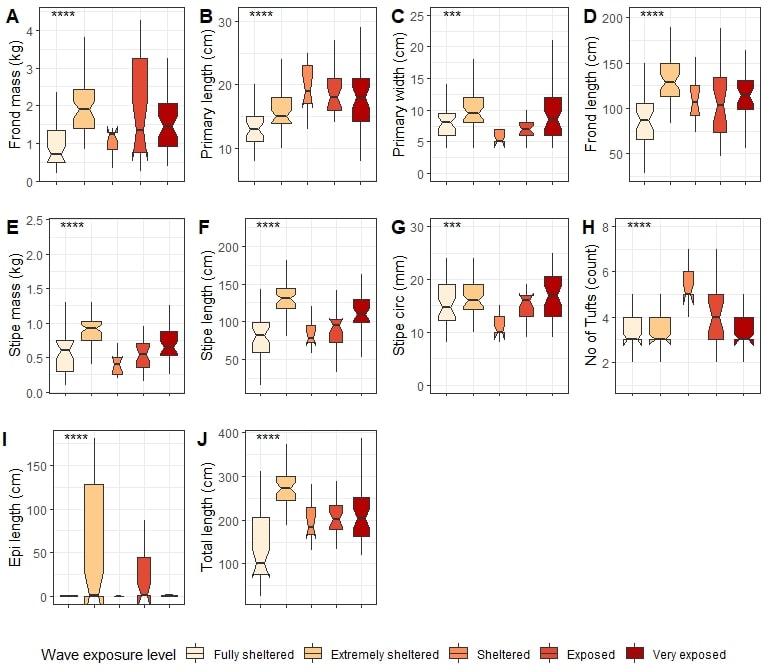 A **** B **** C *** D ****
Frond mass (kg) 4 3 2 1 0
Primary length (cm) 30 20 10
Primary width (cm) 25 20 15 10 5 0
Frond length (cm) 200 150 100 50
E **** F **** G *** H ****
Stipe mass (kg) 2.5 2.0 1.5 1.0 0.5 0.0
Stipe length (cm) 200 150 100 50
Stipe circ (mm) 30 20 10 0
No of Tufts (count) 8 6 4 2
I **** J ****
Epi length (cm) 150 100 50 0
Total length (cm) 400 300 200 100
Wave exposure level Fully sheltered Extremely sheltered Sheltered Exposed Very exposed